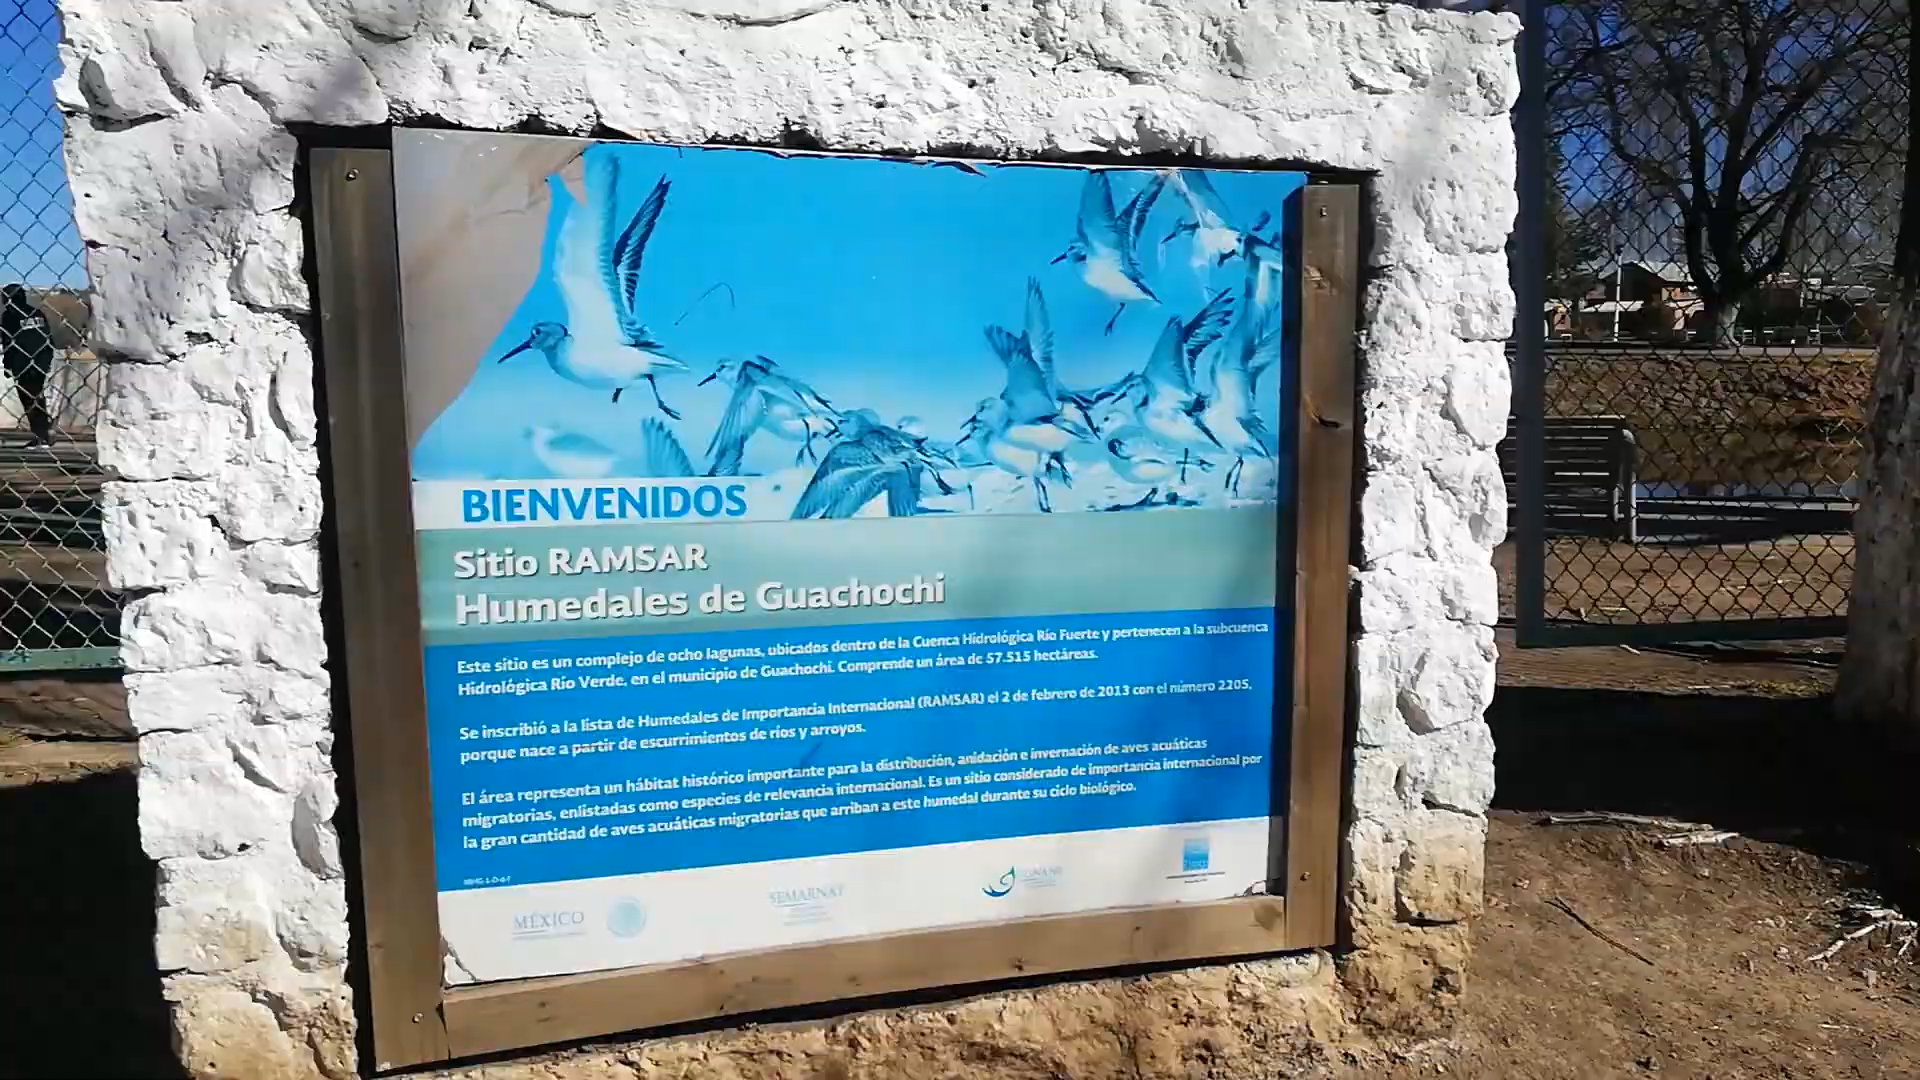 BIENVENIDOS
Sitio RAMSAR
Humedales de Guachochi
Este sitio es un complejo de ocho lagunas, ubicados dentro de la Cuenca Hidrológica Río Fuerte y pertenecen a la subcuenca
Hidrológica Río Verde, en el municipio de Guachochi. Comprende un área de 57.515 hectáreas.
Se inscribió a la lista de Humedales de Importancia Internacional (RAMSAR) el 2 de febrero de 2013 con el número 2205,
porque nace a partir de escurrimientos de ríos y arroyos.
El área representa un hábitat histórico importante para la distribución, anidación e invernación de aves acuáticas
migratorias, enlistadas como especies de relevancia internacional. Es un sitio considerado de importancia internacional por
la gran cantidad de aves acuáticas migratorias que arriban a este humedal durante su ciclo biológico.
MÉXICO
SEMARNAT